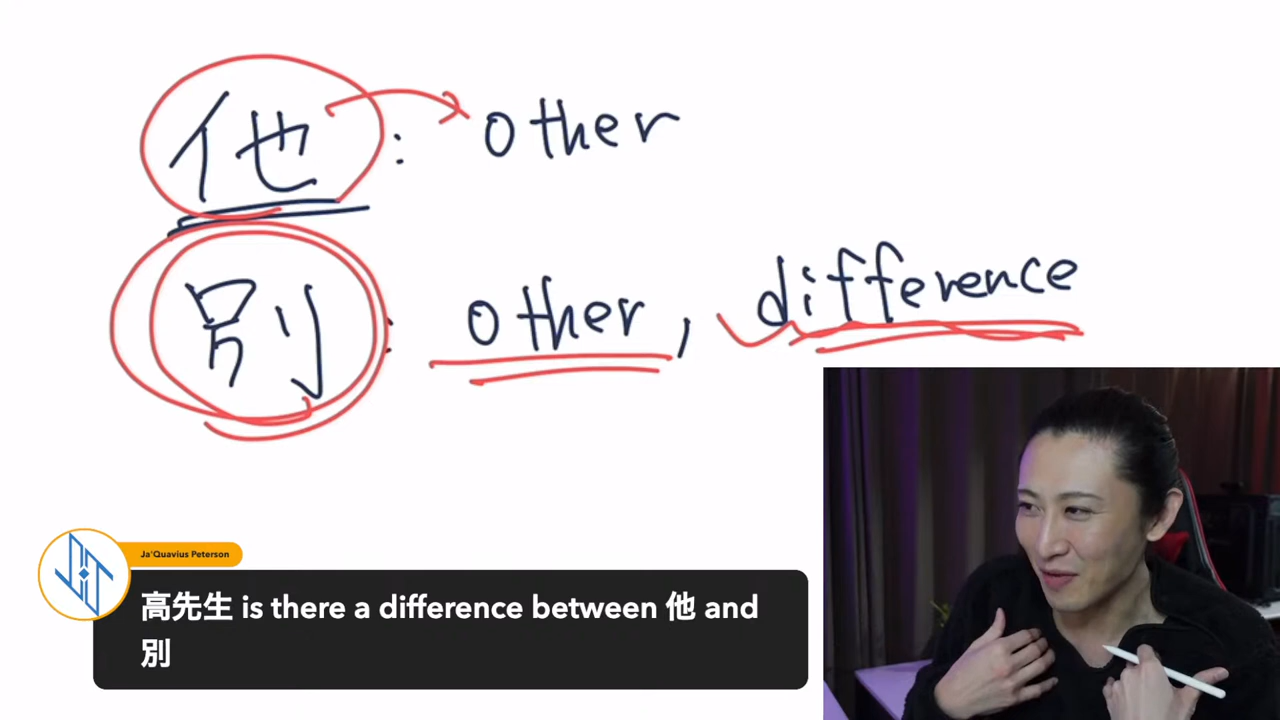 他: other
別: other, difference
Ja'Quavius Peterson
高先生 is there a difference between 他 and
別